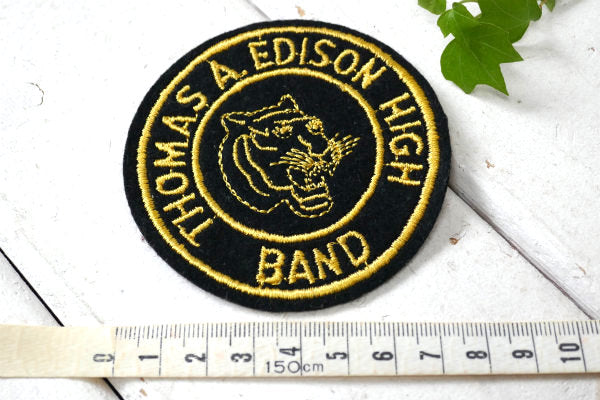 THOMAS A. EDISON HIGH
BAND
0 1 2 3 4 5 6 7 8 9 10
150cm